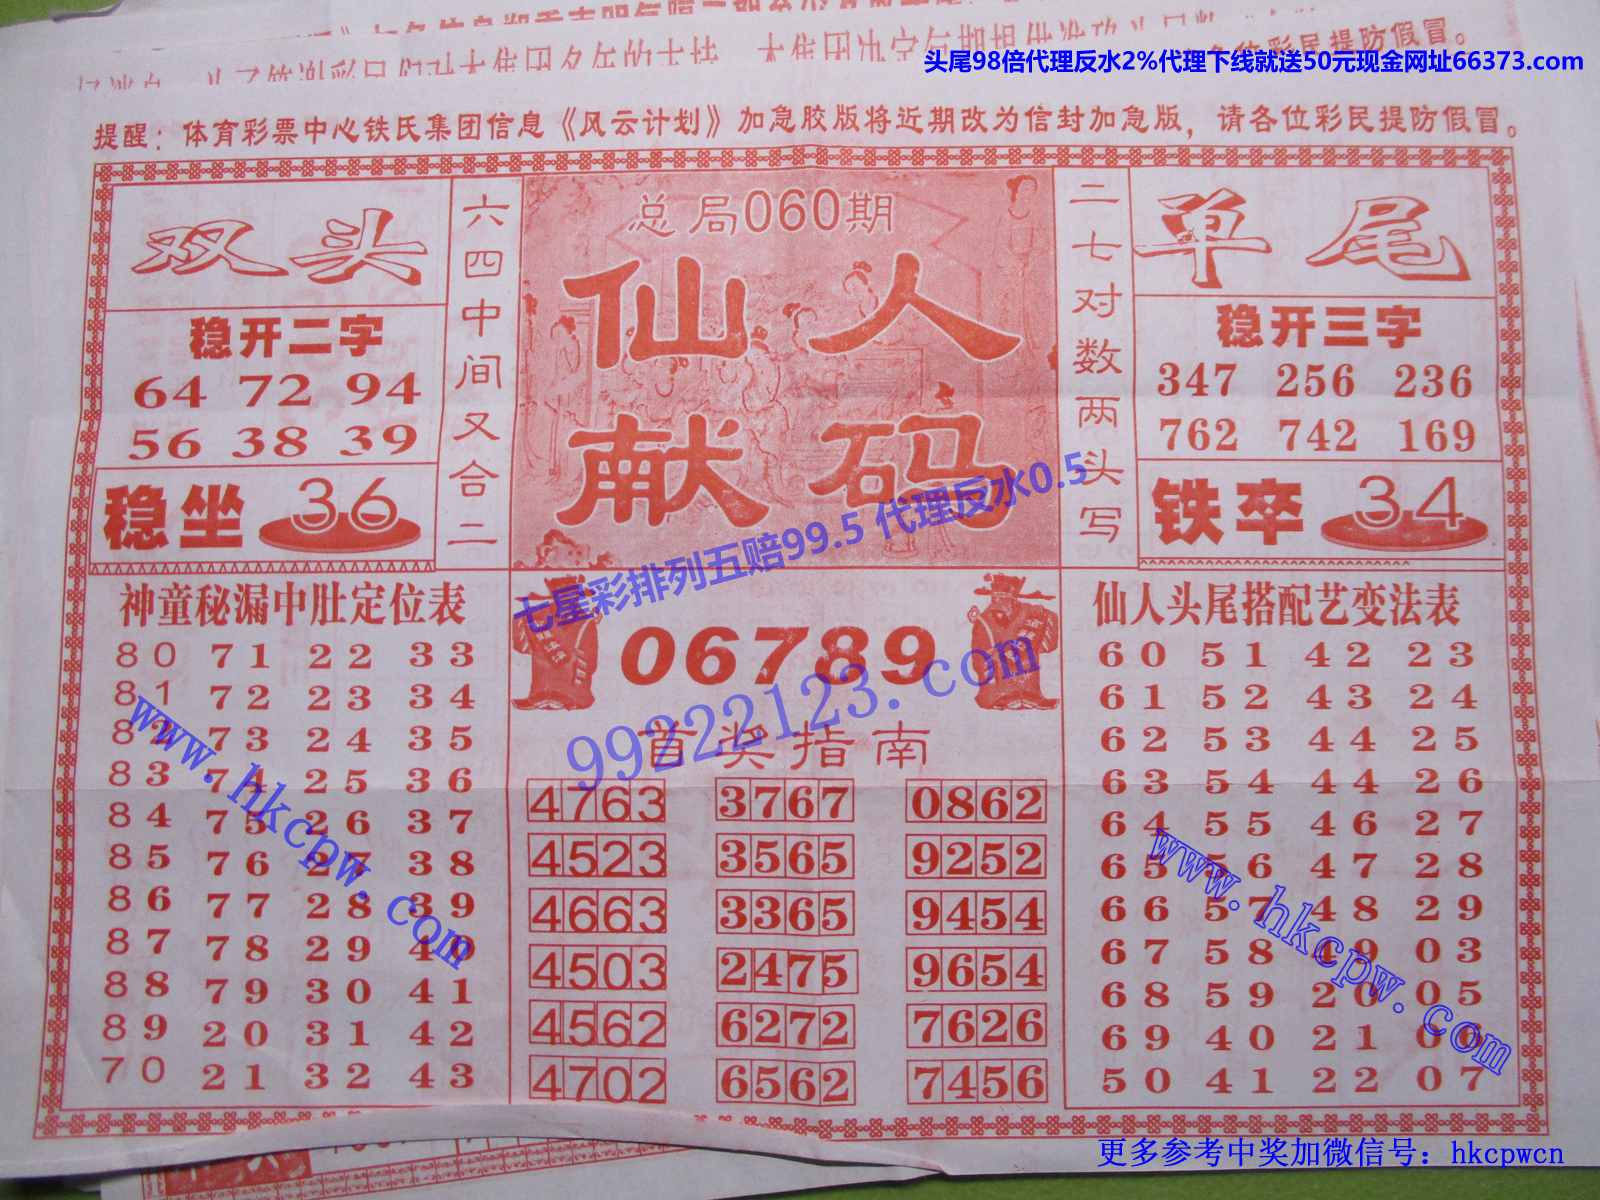 头尾98倍代理反水2%代理下线就送50元现金网址66373.com
提醒：体育彩票中心铁氏集团信息《风云计划》加急胶版将近期改为信封加急版，请各位彩民提防假冒。
双头
稳开二字
64 72 94
56 38 39
稳坐 36
六四中间又合二
总局060期
仙人
献码
二七对数两头写
单尾
稳开三字
347 256 236
762 742 169
铁卒 34
七星彩排列五赔99.5 代理反水0.5
神童秘漏中肚定位表
80 71 22 33
81 72 23 34
82 73 24 35
83 74 25 36
84 75 26 37
85 76 27 38
86 77 28 39
87 78 29 40
88 79 30 41
89 20 31 42
70 21 32 43
06789
99222123.com
首奖指南
4763 3767 0862
4523 3565 9252
4663 3365 9454
4503 2475 9654
4562 6272 7626
4702 6562 7456
仙人头尾搭配艺变法表
60 51 42 23
61 52 43 24
62 53 44 25
63 54 44 26
64 55 46 27
65 56 47 28
66 57 48 29
67 58 49 03
68 59 20 05
69 40 21 06
50 41 22 07
www.hkcpw.com
www.hkcpw.com
更多参考中奖加微信号：hkcpwcn